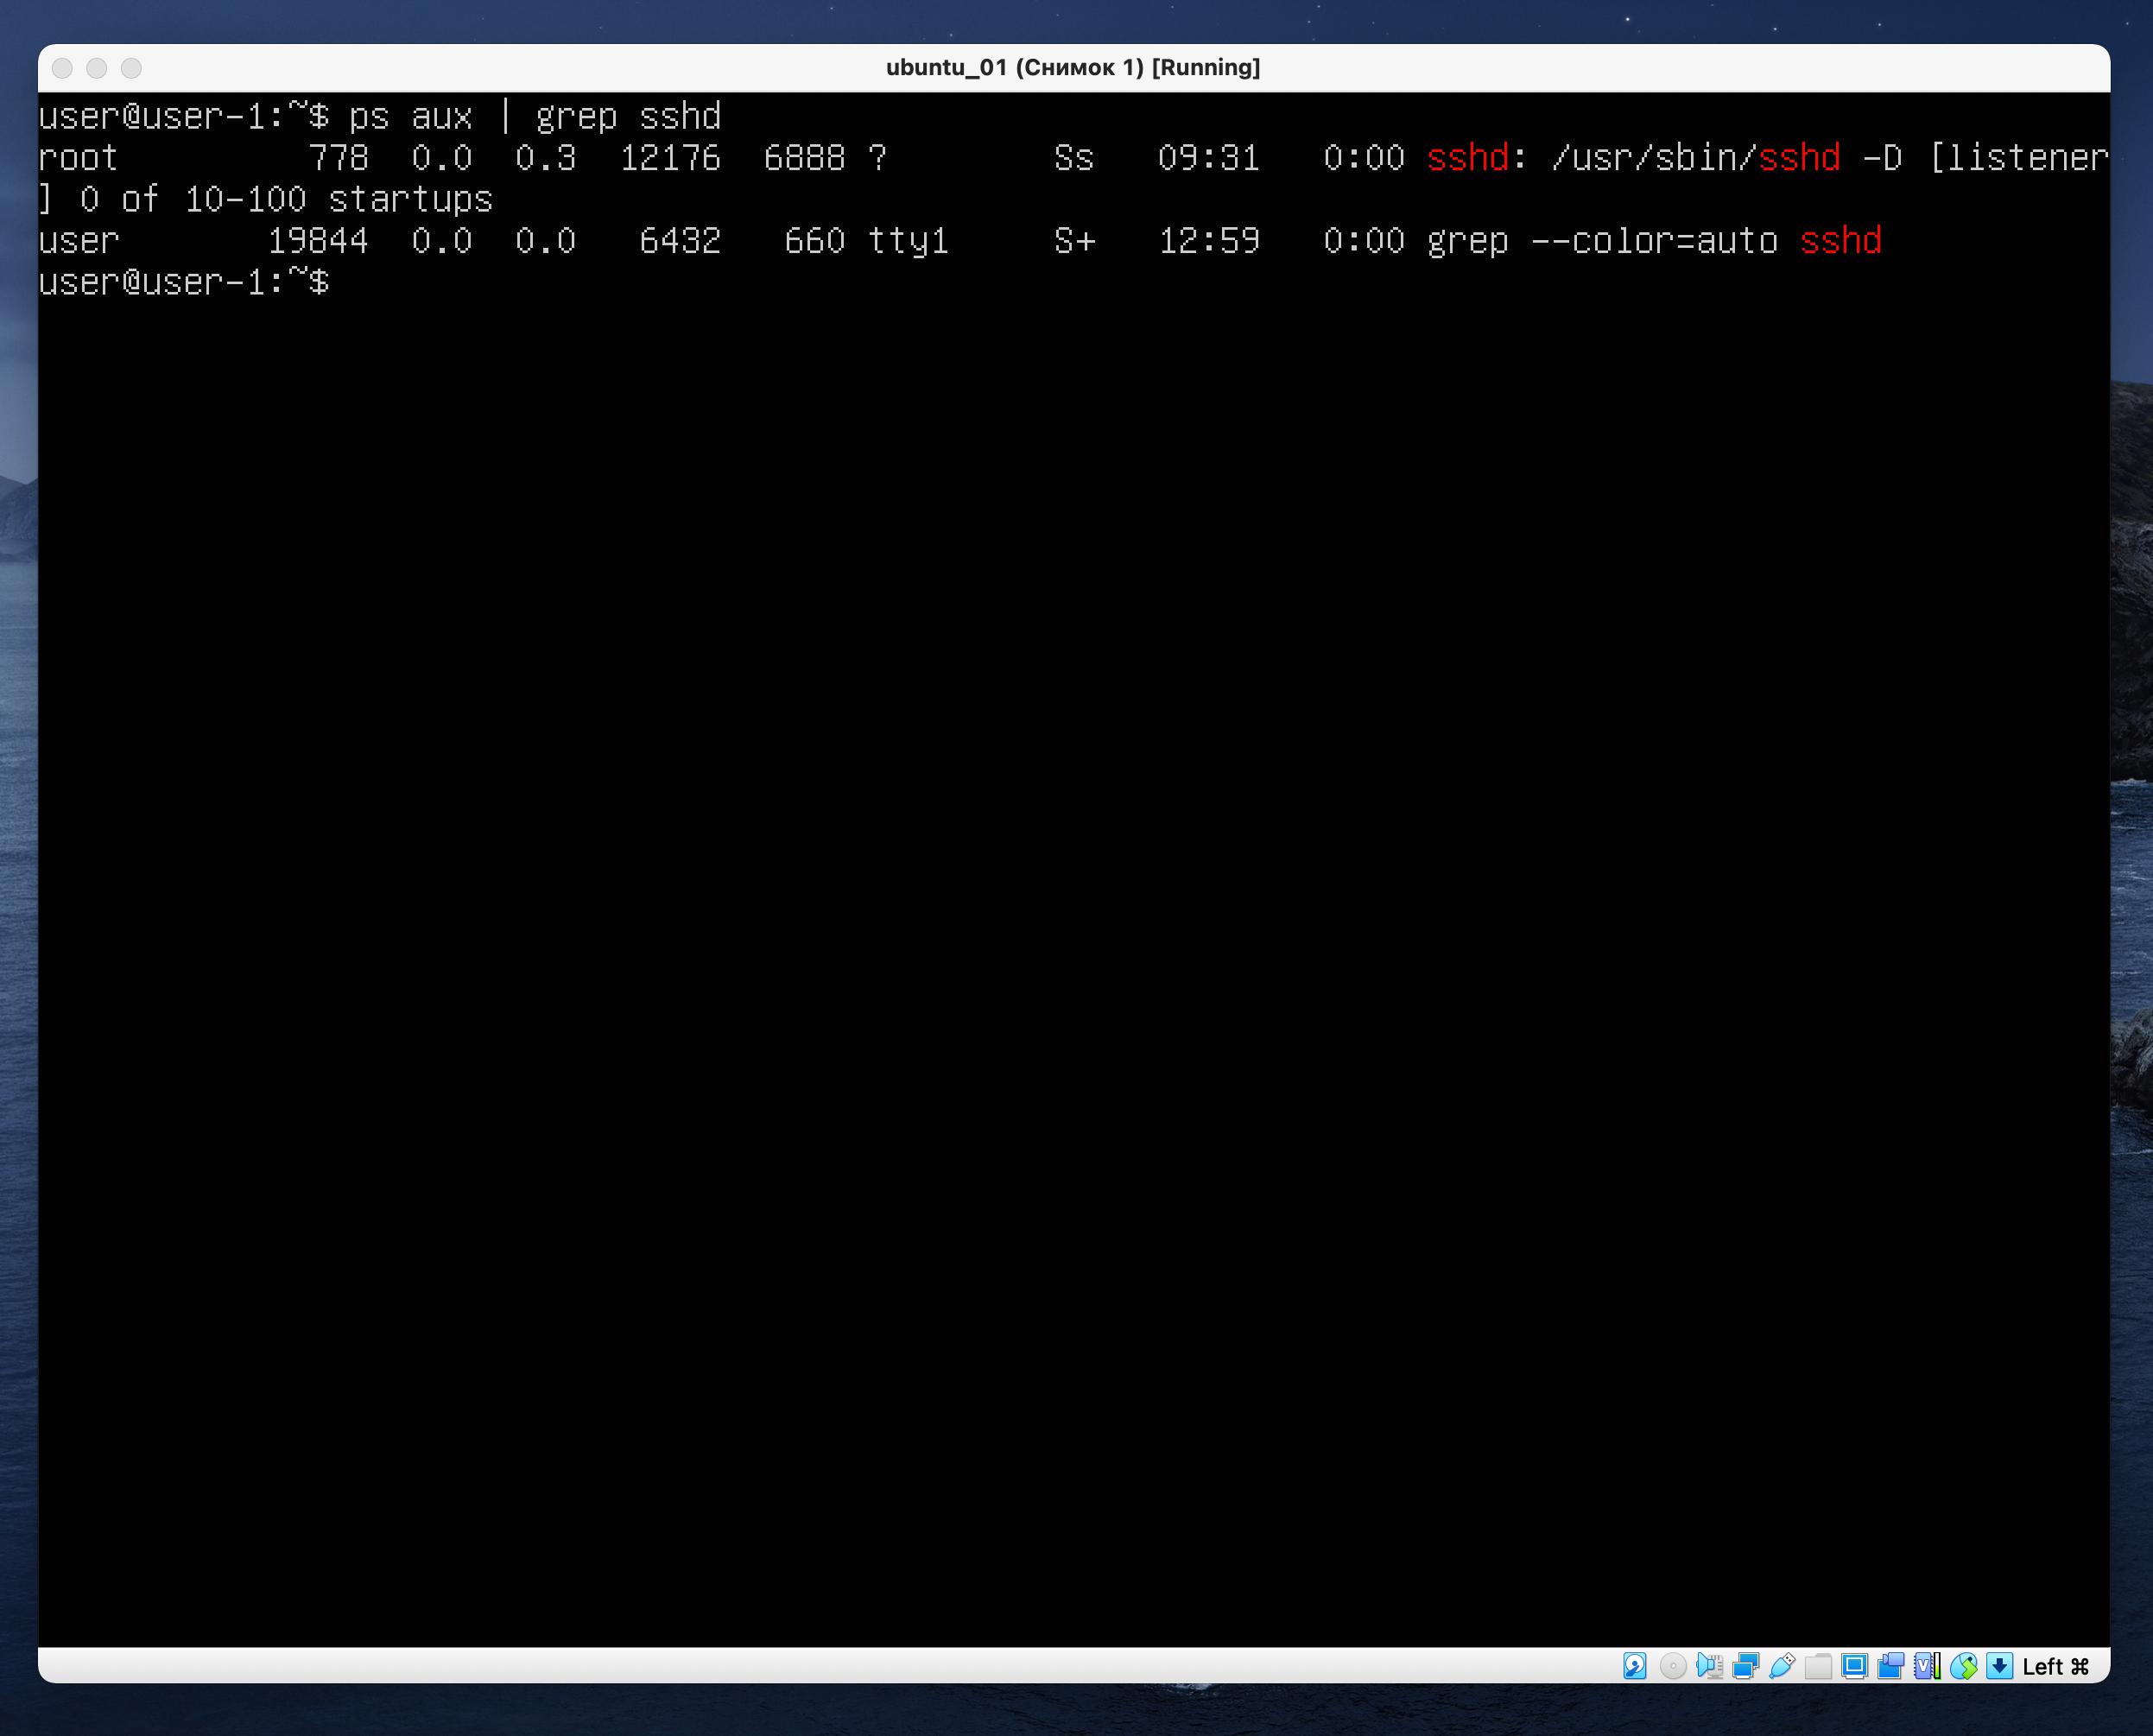 ubuntu_01 (Снимок 1) [Running]
user@user-1:~$ ps aux | grep sshd
root         778  0.0  0.3  12176  6888 ?        Ss   09:31   0:00 sshd: /usr/sbin/sshd -D [listener
] 0 of 10-100 startups
user       19844  0.0  0.0   6432   660 tty1     S+   12:59   0:00 grep --color=auto sshd
user@user-1:~$
Left ⌘